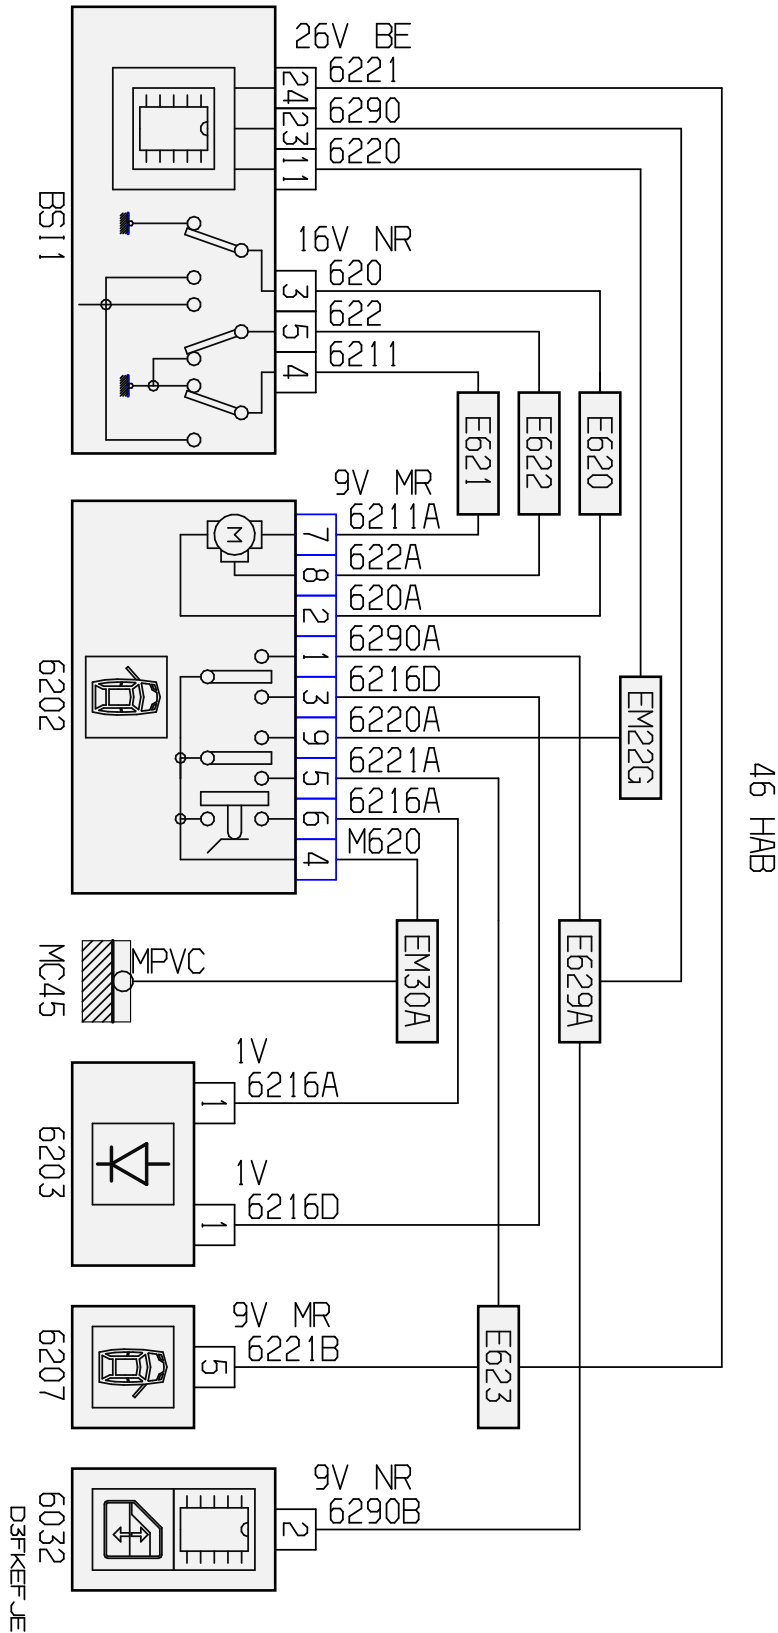 26V BE
24 6221
23 6290
11 6220
BSI1
16V NR
3 620
5 622
4 6211
E621
E622
E620
9V MR
7 6211A
M
8 622A
2 620A
1 6290A
3 6216D
9 6220A
5 6221A
6 6216A
4 M620
6202
EM22G
46 HAB
MPVC
MC45
EM30A
E629A
1V
1 6216A
6203
1V
1 6216D
9V MR
5 6221B
6207
E623
9V NR
2 6290B
6032
D3FKEFJE